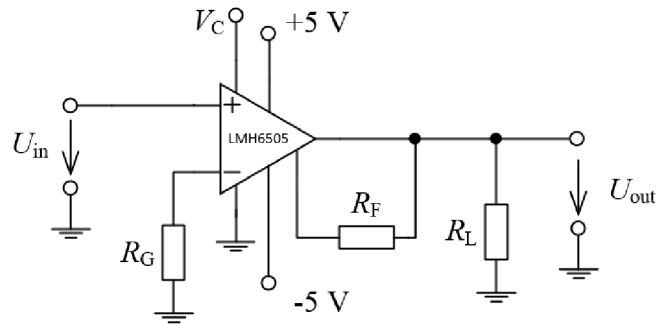 V_C
+5 V
+
LMH6505
U_in
−
R_F
U_out
R_G
R_L
-5 V